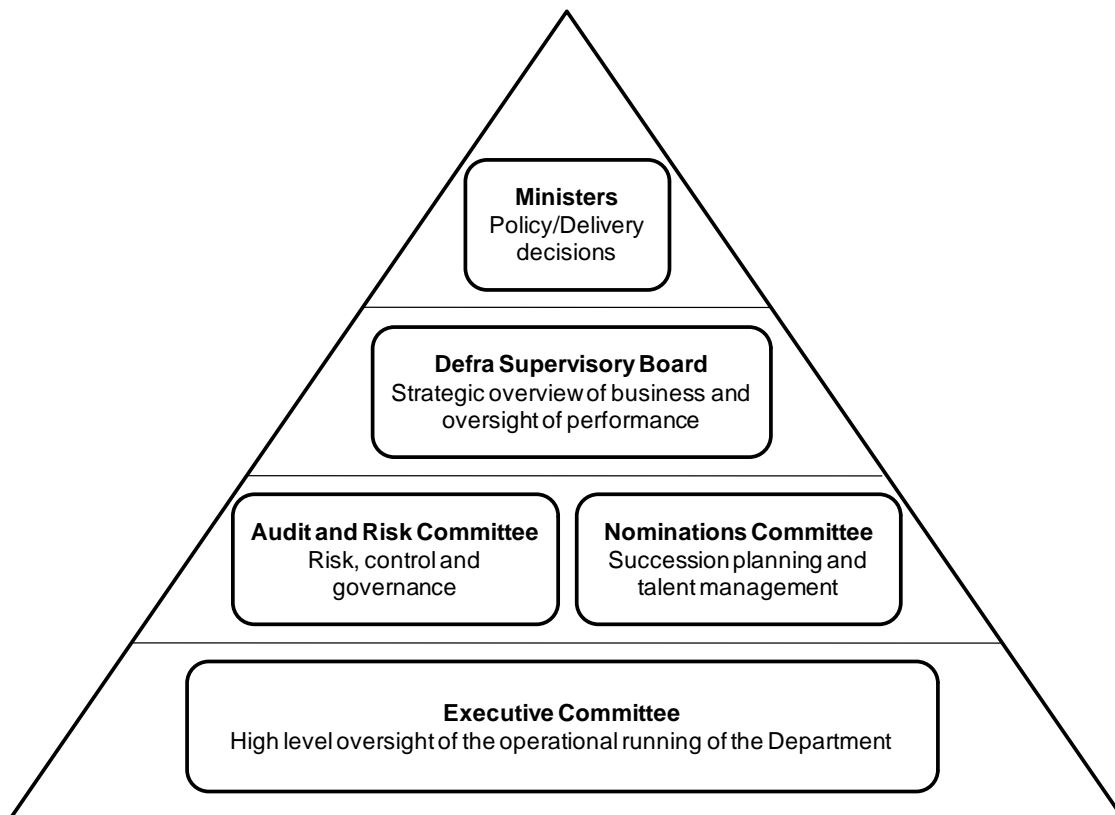 Ministers
Policy/Delivery
decisions
Defra Supervisory Board
Strategic overview of business and
oversight of performance
Audit and Risk Committee
Risk, control and
governance
Nominations Committee
Succession planning and
talent management
Executive Committee
High level oversight of the operational running of the Department